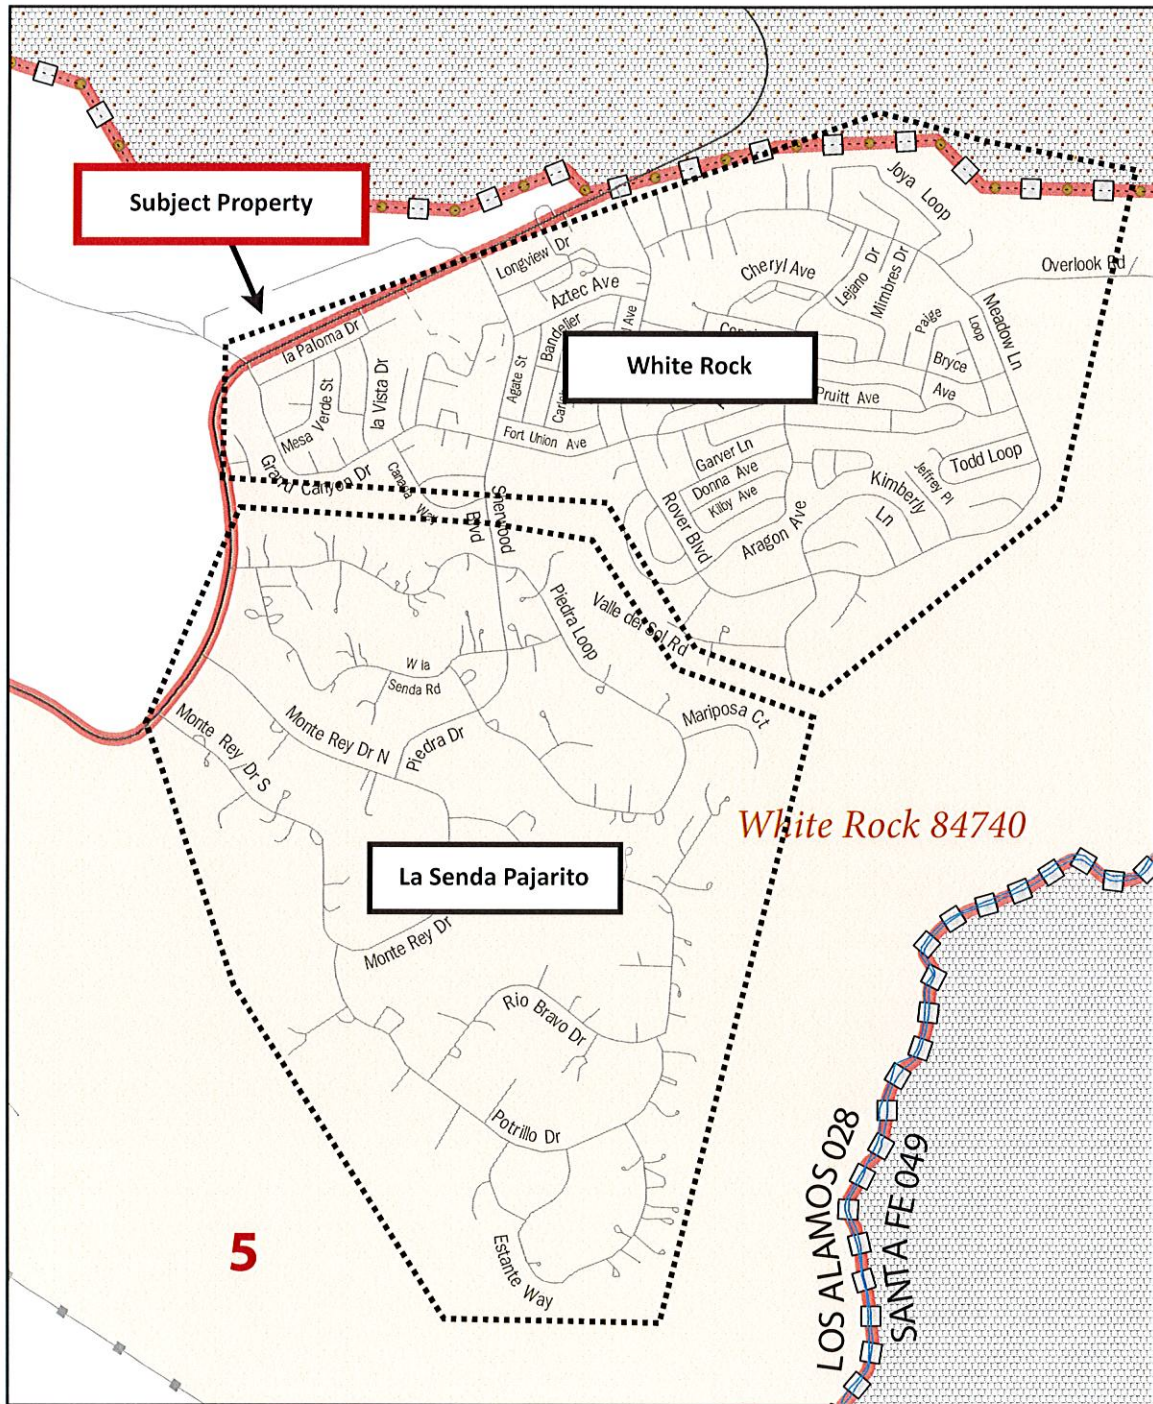 Subject Property
Joya Loop
Longview Dr
Cheryl Ave
Lejano Dr
Mimbres Dr
Overlook Rd
Aztec Ave
Meadow Ln
la Paloma Dr
Bandelier
Ave
Paige
Loop
White Rock
Bryce
Ave
Mesa Verde St
la Vista Dr
Agate St
Pruitt Ave
Fort Union Ave
Garver Ln
Todd Loop
Grand Canyon Dr
Canada Way
Donna Ave
Jeffrey Pl
Kimberly Ln
Kilby Ave
Sherwood Blvd
Rover Blvd
Aragon Ave
Piedra Loop
Valle del Sol Rd
W la
Senda Rd
Mariposa Ct
Monte Rey Dr N
Monte Rey Dr S
Piedra Dr
White Rock 84740
La Senda Pajarito
Monte Rey Dr
Rio Bravo Dr
Potrillo Dr
Estante Way
5
LOS ALAMOS 028
SANTA FE 049